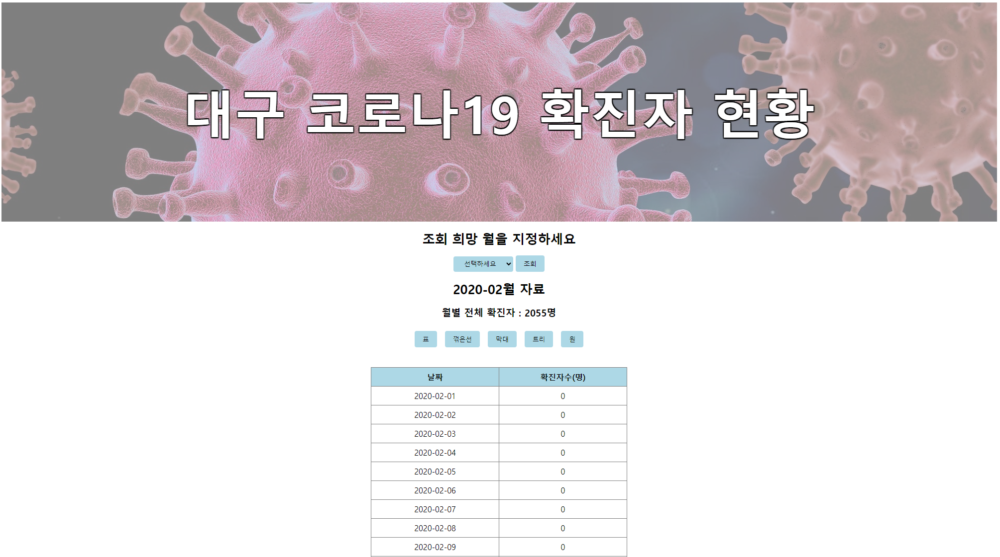 대구 코로나19 확진자 현황
조회 희망 월을 지정하세요
선택하세요 조회
2020-02월 자료
월별 전체 확진자 : 2055명
표 꺾은선 막대 트리 원
날짜 확진자수(명)
2020-02-01 0
2020-02-02 0
2020-02-03 0
2020-02-04 0
2020-02-05 0
2020-02-06 0
2020-02-07 0
2020-02-08 0
2020-02-09 0